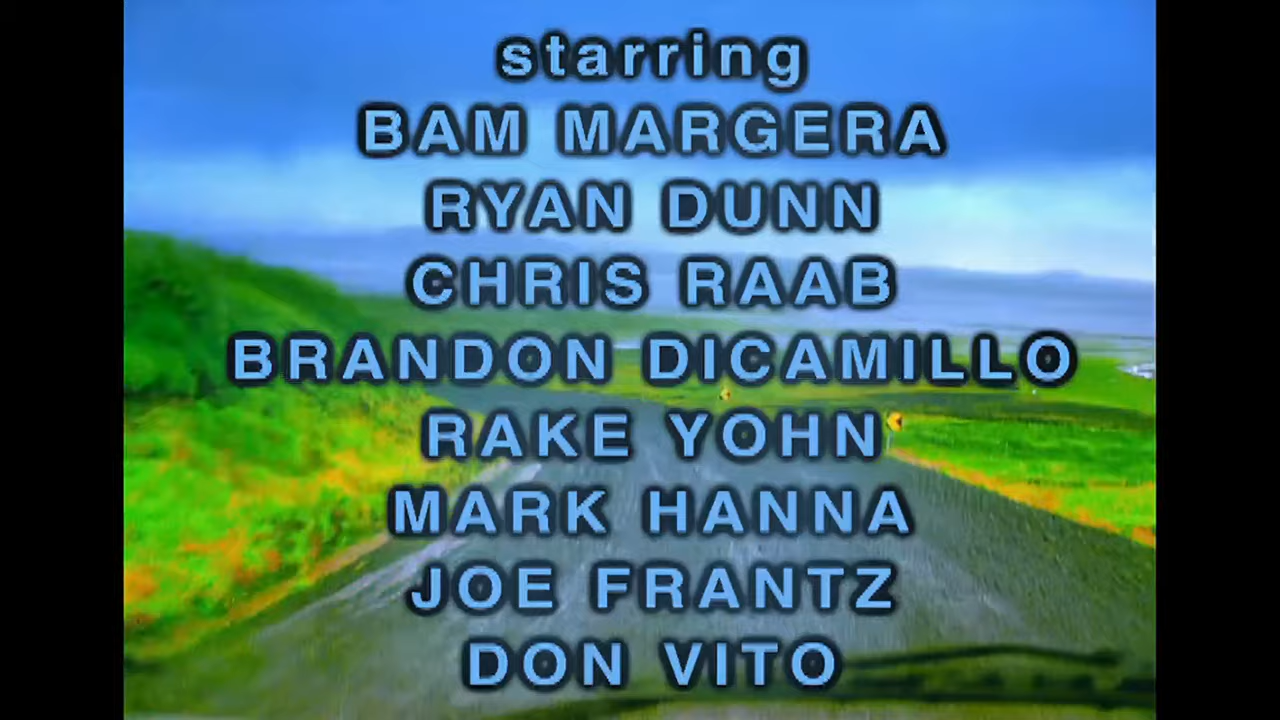 starring
BAM MARGERA
RYAN DUNN
CHRIS RAAB
BRANDON DICAMILLO
RAKE YOHN
MARK HANNA
JOE FRANTZ
DON VITO